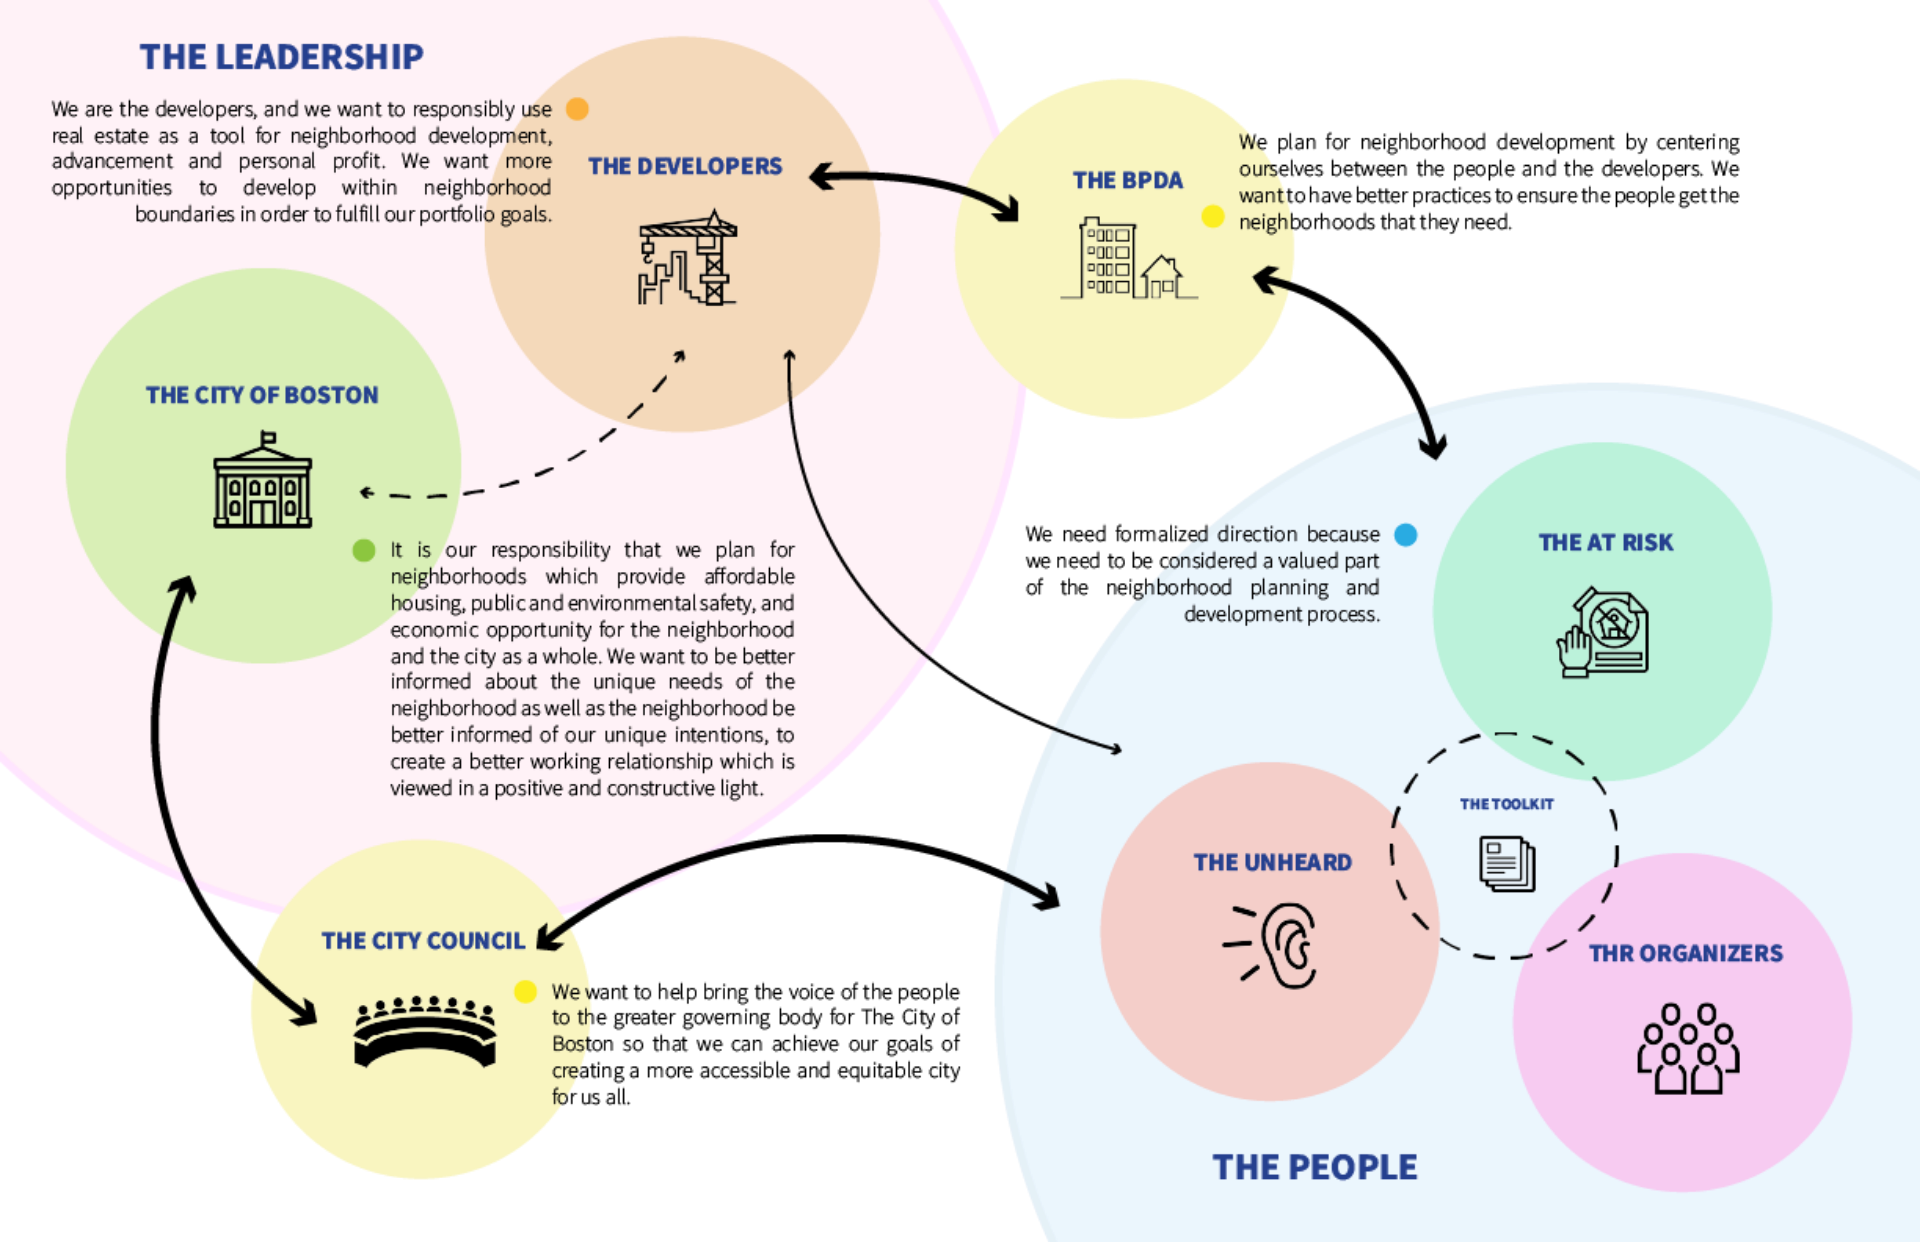 THE LEADERSHIP
We are the developers, and we want to responsibly use
real estate as a tool for neighborhood development,
advancement and personal profit. We want more
opportunities to develop within neighborhood
boundaries in order to fulfill our portfolio goals.
THE DEVELOPERS
THE BPDA
We plan for neighborhood development by centering
ourselves between the people and the developers. We
want to have better practices to ensure the people get the
neighborhoods that they need.
THE CITY OF BOSTON
It is our responsibility that we plan for
neighborhoods which provide affordable
housing, public and environmental safety, and
economic opportunity for the neighborhood
and the city as a whole. We want to be better
informed about the unique needs of the
neighborhood as well as the neighborhood be
better informed of our unique intentions, to
create a better working relationship which is
viewed in a positive and constructive light.
We need formalized direction because
we need to be considered a valued part
of the neighborhood planning and
development process.
THE AT RISK
THE TOOLKIT
THE UNHEARD
THR ORGANIZERS
THE CITY COUNCIL
We want to help bring the voice of the people
to the greater governing body for The City of
Boston so that we can achieve our goals of
creating a more accessible and equitable city
for us all.
THE PEOPLE